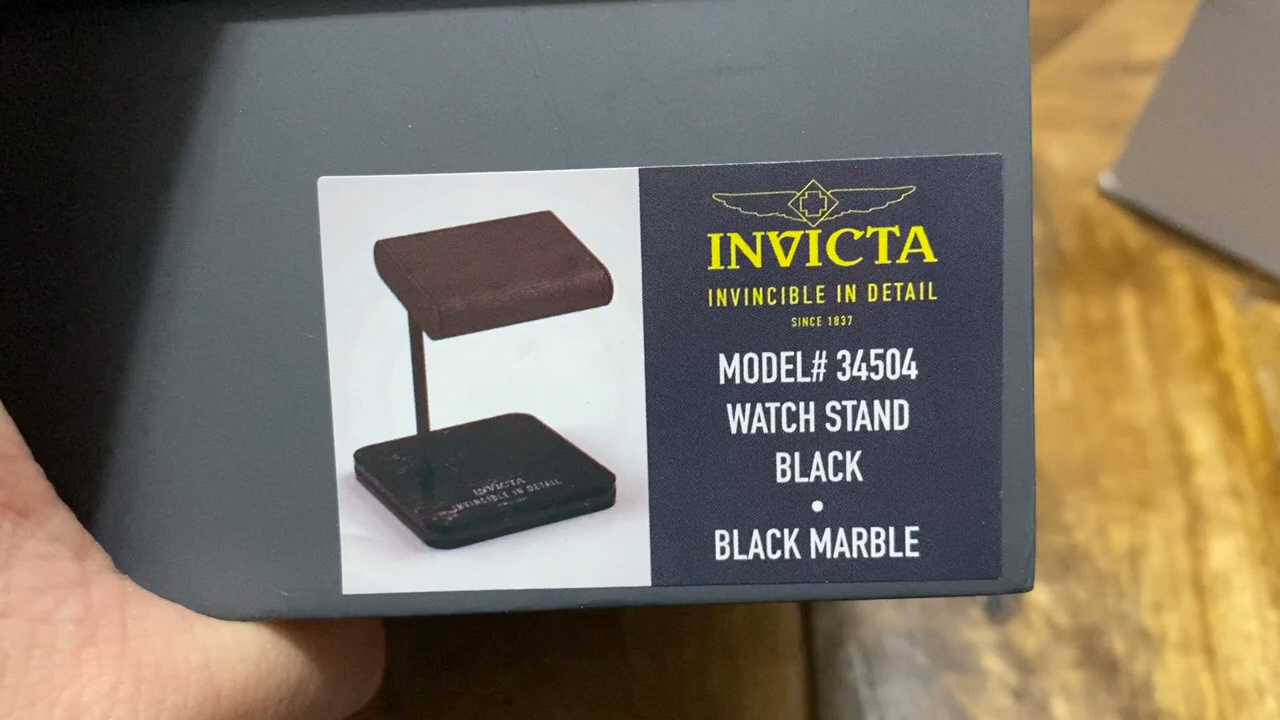 INVICTA
INVINCIBLE IN DETAIL
SINCE 1837
MODEL# 34504
WATCH STAND
BLACK
•
BLACK MARBLE
INVICTA
INVINCIBLE IN DETAIL